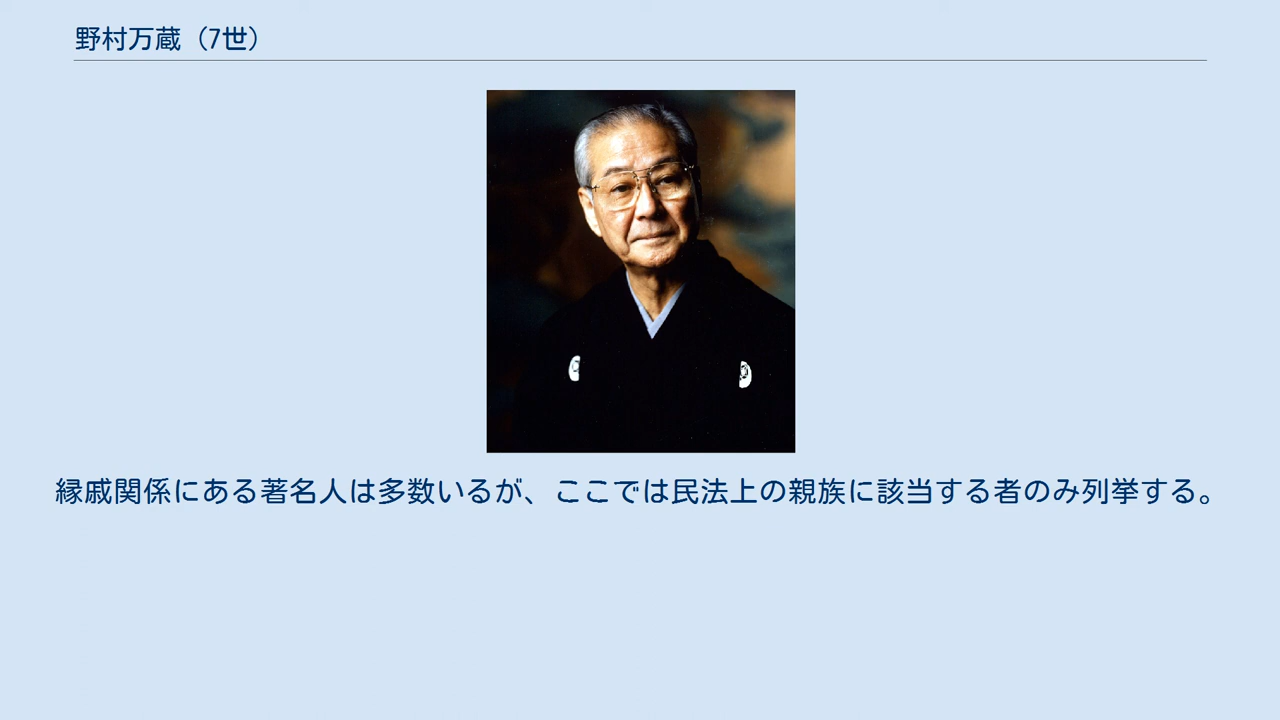 野村万蔵（7世）
縁戚関係にある著名人は多数いるが、ここでは民法上の親族に該当する者のみ列挙する。